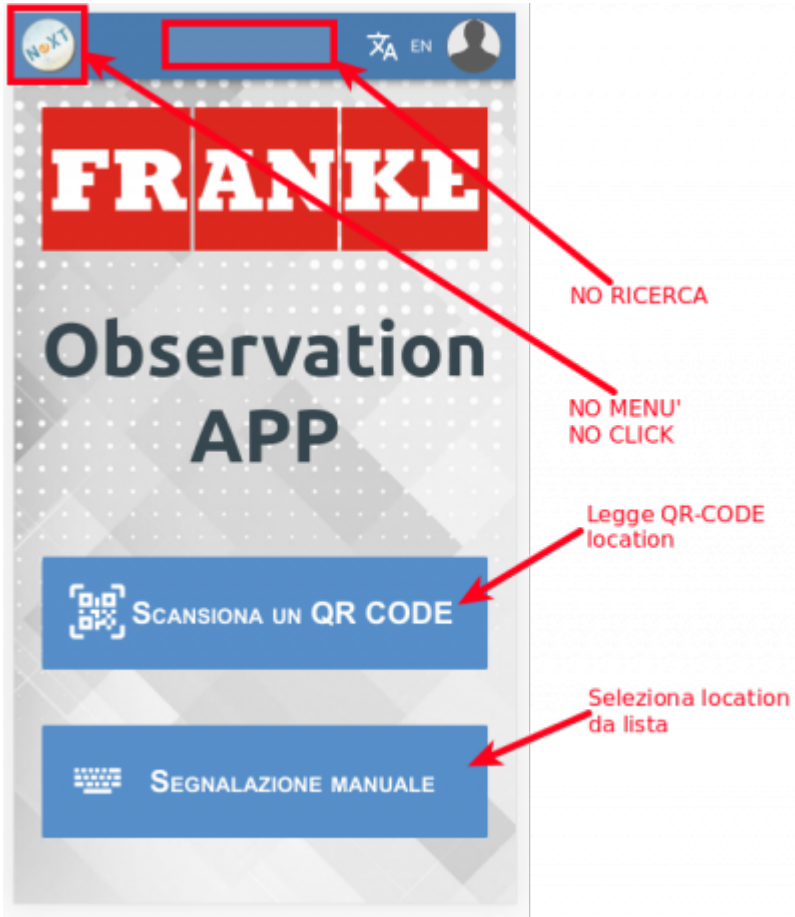 NeXT
EN
FRANKE
NO RICERCA
Observation
APP
NO MENU'
NO CLICK
Legge QR-CODE
location
SCANSIONA UN QR CODE
Seleziona location
da lista
SEGNALAZIONE MANUALE